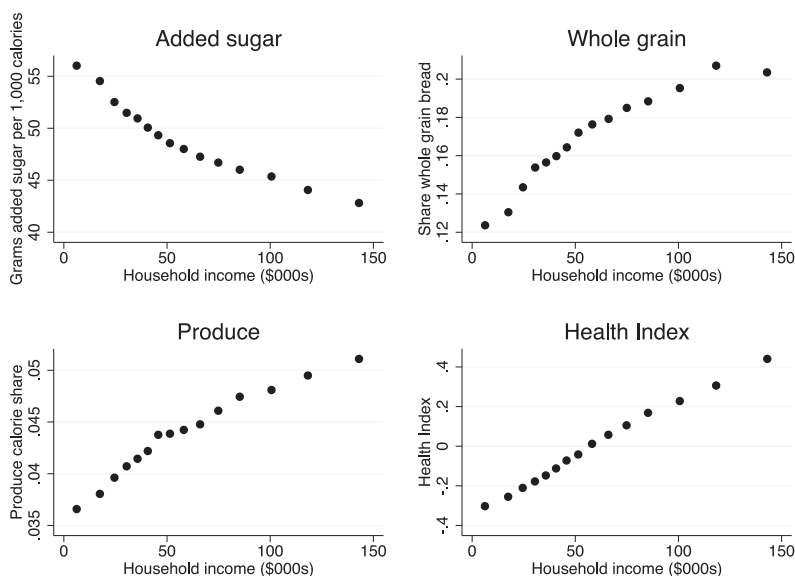 Added sugar
Grams added sugar per 1,000 calories
55
50
45
40
0 50 100 150
Household income ($000s)
Whole grain
Share whole grain bread
.2
.18
.16
.14
.12
0 50 100 150
Household income ($000s)
Produce
Produce calorie share
.05
.045
.04
.035
0 50 100 150
Household income ($000s)
Health Index
Health Index
.4
.2
0
-.2
-.4
0 50 100 150
Household income ($000s)